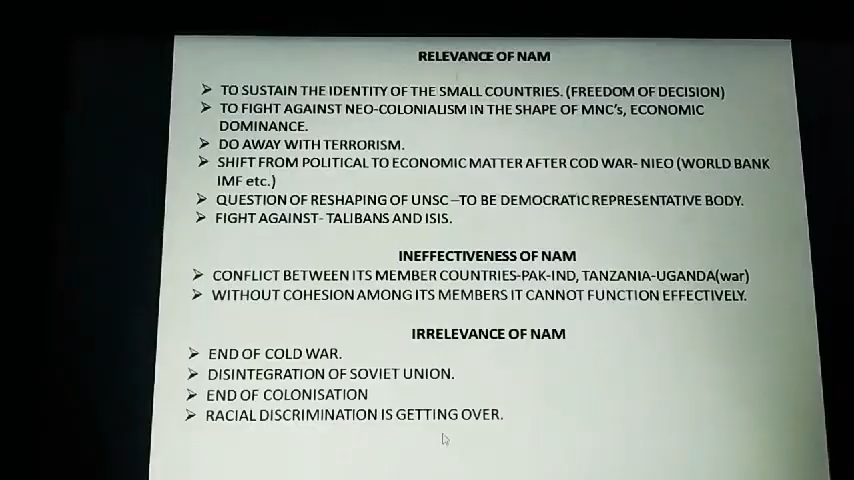 RELEVANCE OF NAM
➢ TO SUSTAIN THE IDENTITY OF THE SMALL COUNTRIES. (FREEDOM OF DECISION)
➢ TO FIGHT AGAINST NEO-COLONIALISM IN THE SHAPE OF MNC's, ECONOMIC
DOMINANCE.
➢ DO AWAY WITH TERRORISM.
➢ SHIFT FROM POLITICAL TO ECONOMIC MATTER AFTER COD WAR- NIEO (WORLD BANK
IMF etc.)
➢ QUESTION OF RESHAPING OF UNSC –TO BE DEMOCRATIC REPRESENTATIVE BODY.
➢ FIGHT AGAINST- TALIBANS AND ISIS.
INEFFECTIVENESS OF NAM
➢ CONFLICT BETWEEN ITS MEMBER COUNTRIES-PAK-IND, TANZANIA-UGANDA(war)
➢ WITHOUT COHESION AMONG ITS MEMBERS IT CANNOT FUNCTION EFFECTIVELY.
IRRELEVANCE OF NAM
➢ END OF COLD WAR.
➢ DISINTEGRATION OF SOVIET UNION.
➢ END OF COLONISATION
➢ RACIAL DISCRIMINATION IS GETTING OVER.